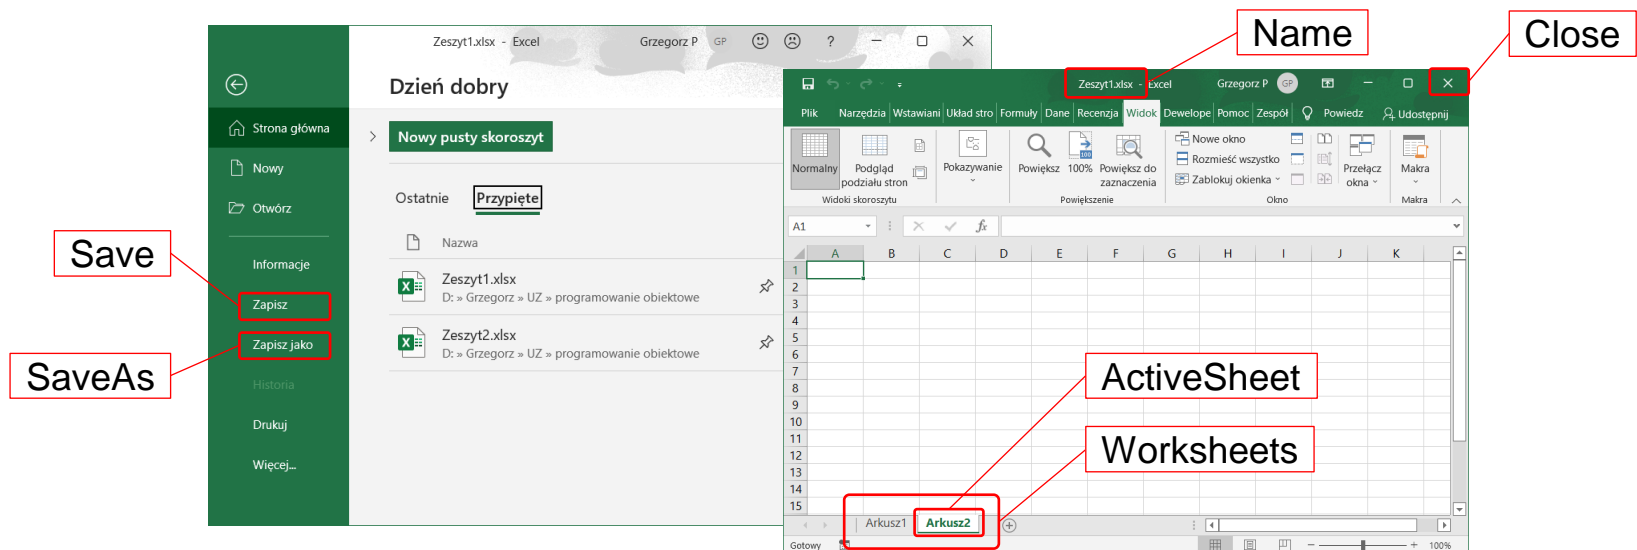 Name
Close
Zeszyt1.xlsx - Excel
Grzegorz P
GP
?
Dzień dobry
Strona główna
Nowy pusty skoroszyt
Nowy
Otwórz
Ostatnie
Przypięte
Nazwa
Save
Informacje
Zeszyt1.xlsx
D: » Grzegorz » UZ » programowanie obiektowe
Zapisz
Zeszyt2.xlsx
D: » Grzegorz » UZ » programowanie obiektowe
Zapisz jako
SaveAs
Historia
Drukuj
Więcej...
Zeszyt1.xlsx - Excel
Grzegorz P
GP
Plik Narzędzia Wstawiani Układ stro Formuły Dane Recenzja Widok Dewelope Pomoc Zespół Powiedz Udostępnij
Normalny
Podgląd
podziału stron
Widoki skoroszytu
Pokazywanie
Powiększ
100
100%
Powiększ do
zaznaczenia
Powiększenie
Nowe okno
Rozmieść wszystko
Zablokuj okienka
Przełącz
okna
Okno
Makra
Makra
A1
fx
A B C D E F G H I J K
1
2
3
4
5
6
7
8
9
10
11
12
13
14
15
ActiveSheet
Worksheets
Arkusz1 Arkusz2
Gotowy
- + 100%